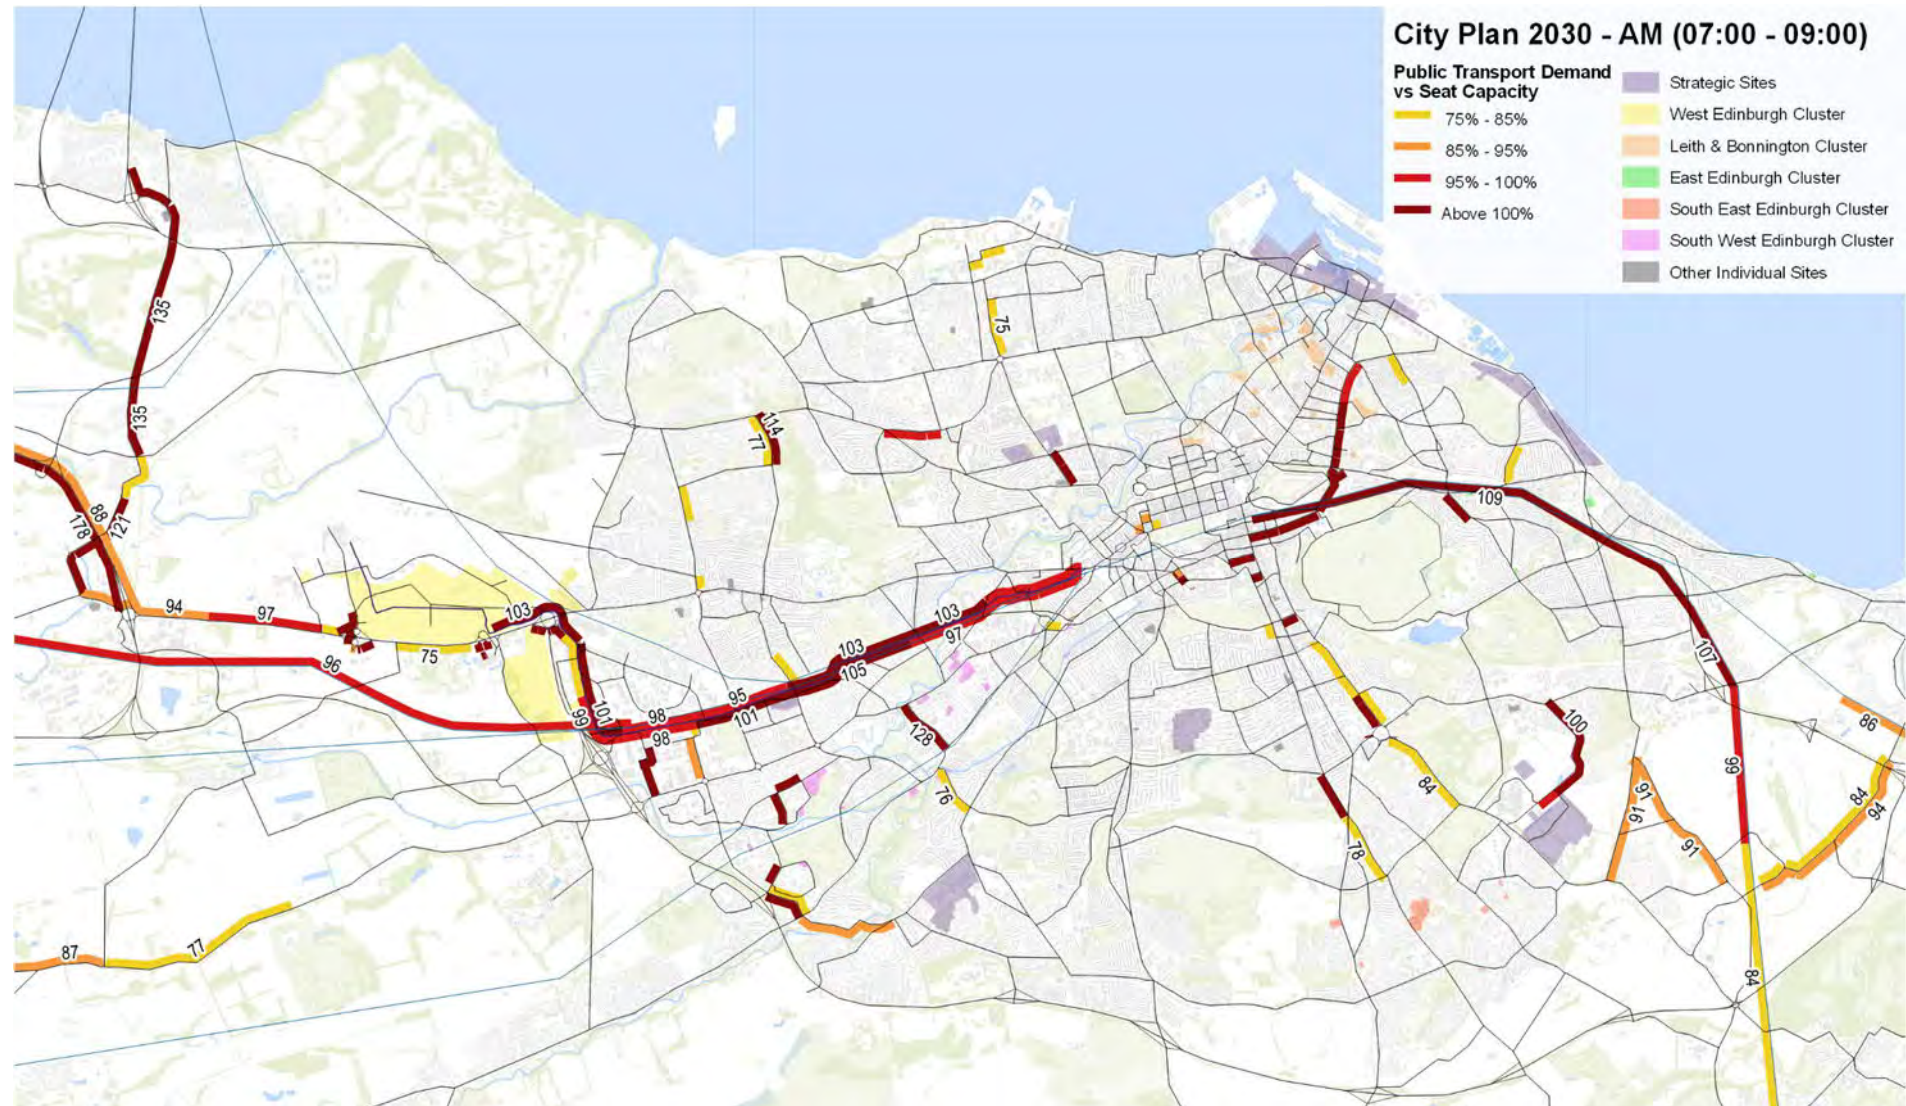 City Plan 2030 - AM (07:00 - 09:00)
Public Transport Demand
vs Seat Capacity
75% - 85%
85% - 95%
95% - 100%
Above 100%
Strategic Sites
West Edinburgh Cluster
Leith & Bonnington Cluster
East Edinburgh Cluster
South East Edinburgh Cluster
South West Edinburgh Cluster
Other Individual Sites
135
75
135
114
77
88
178
121
109
94
97
103
75
96
103
97
103
105
107
95
101
98
98
99
101
128
100
86
99
76
84
84
94
91
91
91
78
87
77
84